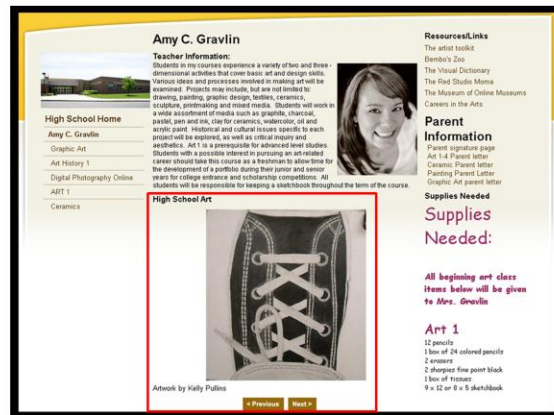 Amy C. Gravlin
Teacher Information:
Students in my courses experience a variety of two and three -
dimensional activities that cover basic art and design skills.
Various ideas and processes involved in making art will be
examined. Projects may include, but are not limited to:
drawing, painting, graphic design, textiles, ceramics,
sculpture, printmaking and mixed media. Students will work in
a wide assortment of media such as graphite, charcoal,
pastel, pen and ink, clay for ceramics, watercolor, oil and
acrylic paint. Historical and cultural issues specific to each
project will be explored, as well as critical inquiry and
aesthetics. Art 1 is a prerequisite for advanced level studies.
Students with a possible interest in pursuing an art-related
career should take this course as a freshman to allow time for
the development of a portfolio during their junior and senior
years for college entrance and scholarship competitions. All
students will be responsible for keeping a sketchbook throughout the term of the course.
High School Home
Amy C. Gravlin
Graphic Art
Art History 1
Digital Photography Online
ART 1
Ceramics
High School Art
Artwork by Kelly Pullins
< Previous
Next >
Resources/Links
The artist toolkit
Bembo's Zoo
The Visual Dictionary
The Red Studio Moma
The Museum of Online Museums
Careers in the Arts
Parent
Information
Parent signature page
Art 1-4 Parent letter
Ceramic Parent letter
Painting Parent Letter
Graphic Art parent letter
Supplies Needed
Supplies
Needed:
All beginning art class
items below will be given
to Mrs. Gravlin
Art 1
12 pencils
1 box of 24 colored pencils
2 erasers
2 sharpies fine point black
1 box of tissues
9 x 12 or 8 x 5 sketchbook